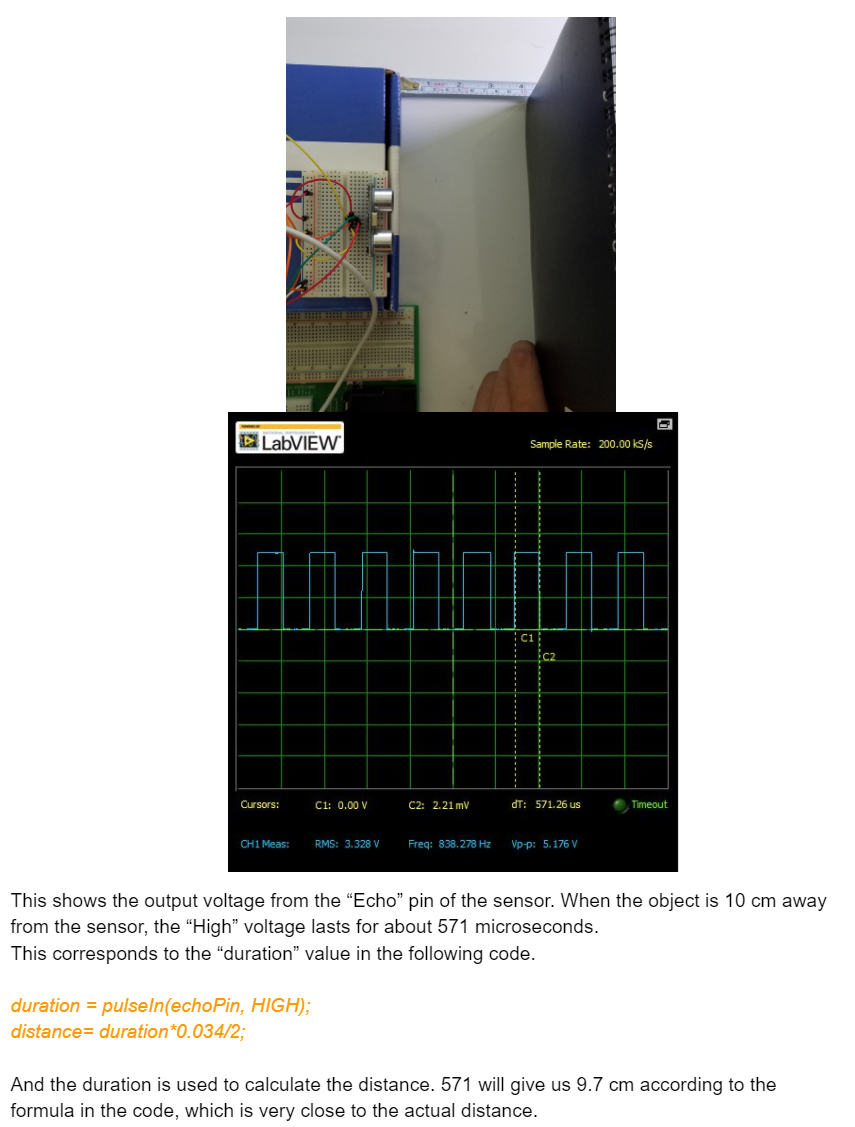 LabVIEW
Sample Rate: 200.00 kS/s
C1
C2
Cursors: C1: 0.00 V C2: 2.21 mV dT: 571.26 us Timeout
CH1 Meas: RMS: 3.328 V Freq: 838.278 Hz Vp-p: 5.176 V
This shows the output voltage from the “Echo” pin of the sensor. When the object is 10 cm away
from the sensor, the “High” voltage lasts for about 571 microseconds.
This corresponds to the “duration” value in the following code.
duration = pulseIn(echoPin, HIGH);
distance= duration*0.034/2;
And the duration is used to calculate the distance. 571 will give us 9.7 cm according to the
formula in the code, which is very close to the actual distance.